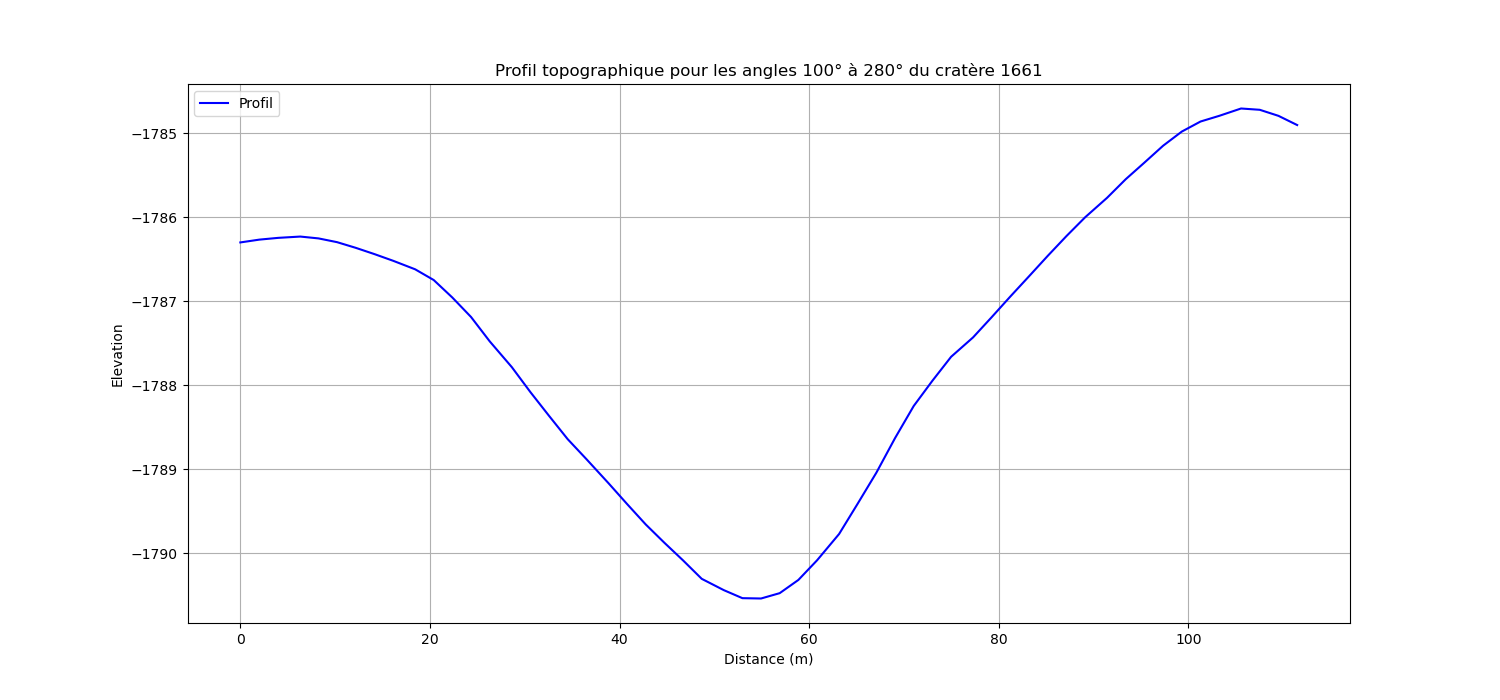 Profil topographique pour les angles 100° à 280° du cratère 1661
Profil
−1785
−1786
−1787
−1788
−1789
−1790
Elevation
0 20 40 60 80 100
Distance (m)